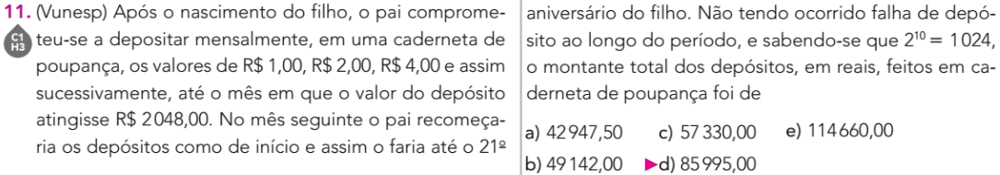 11. (Vunesp) Após o nascimento do filho, o pai comprome-
C1
H3
teu-se a depositar mensalmente, em uma caderneta de
poupança, os valores de R$ 1,00, R$ 2,00, R$ 4,00 e assim
sucessivamente, até o mês em que o valor do depósito
atingisse R$ 2 048,00. No mês seguinte o pai recomeça-
ria os depósitos como de início e assim o faria até o 21º
aniversário do filho. Não tendo ocorrido falha de depó-
sito ao longo do período, e sabendo-se que 2¹⁰ = 1 024,
o montante total dos depósitos, em reais, feitos em ca-
derneta de poupança foi de
a) 42 947,50 c) 57 330,00 e) 114 660,00
b) 49 142,00 ▶d) 85 995,00